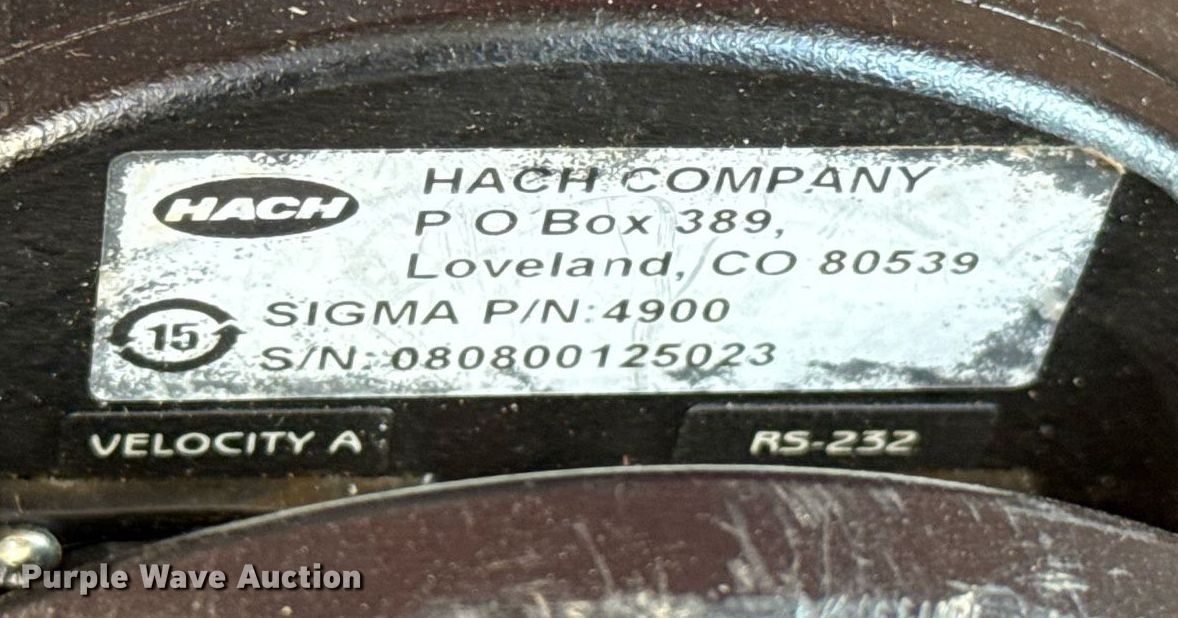 HACH
HACH COMPANY
P O Box 389,
Loveland, CO 80539
15
SIGMA P/N:4900
S/N: 080800125023
VELOCITY A
RS-232
Purple Wave Auction